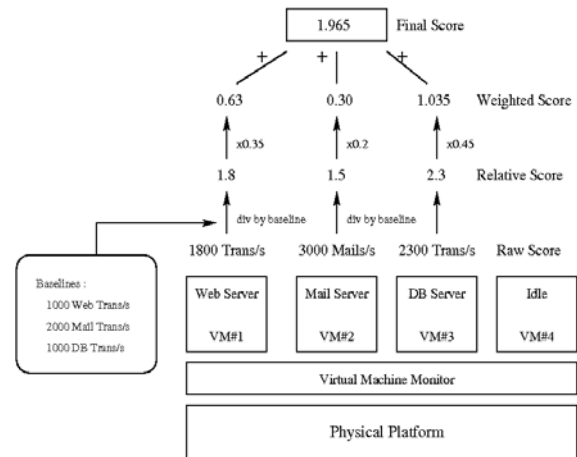 1.965 Final Score
+ + +
0.63 0.30 1.035 Weighted Score
x0.35 x0.2 x0.45
1.8 1.5 2.3 Relative Score
div by baseline div by baseline
1800 Trans/s 3000 Mails/s 2300 Trans/s Raw Score
Baselines :
1000 Web Trans/s
2000 Mail Trans/s
1000 DB Trans/s
Web Server Mail Server DB Server Idle
VM#1 VM#2 VM#3 VM#4
Virtual Machine Monitor
Physical Platform